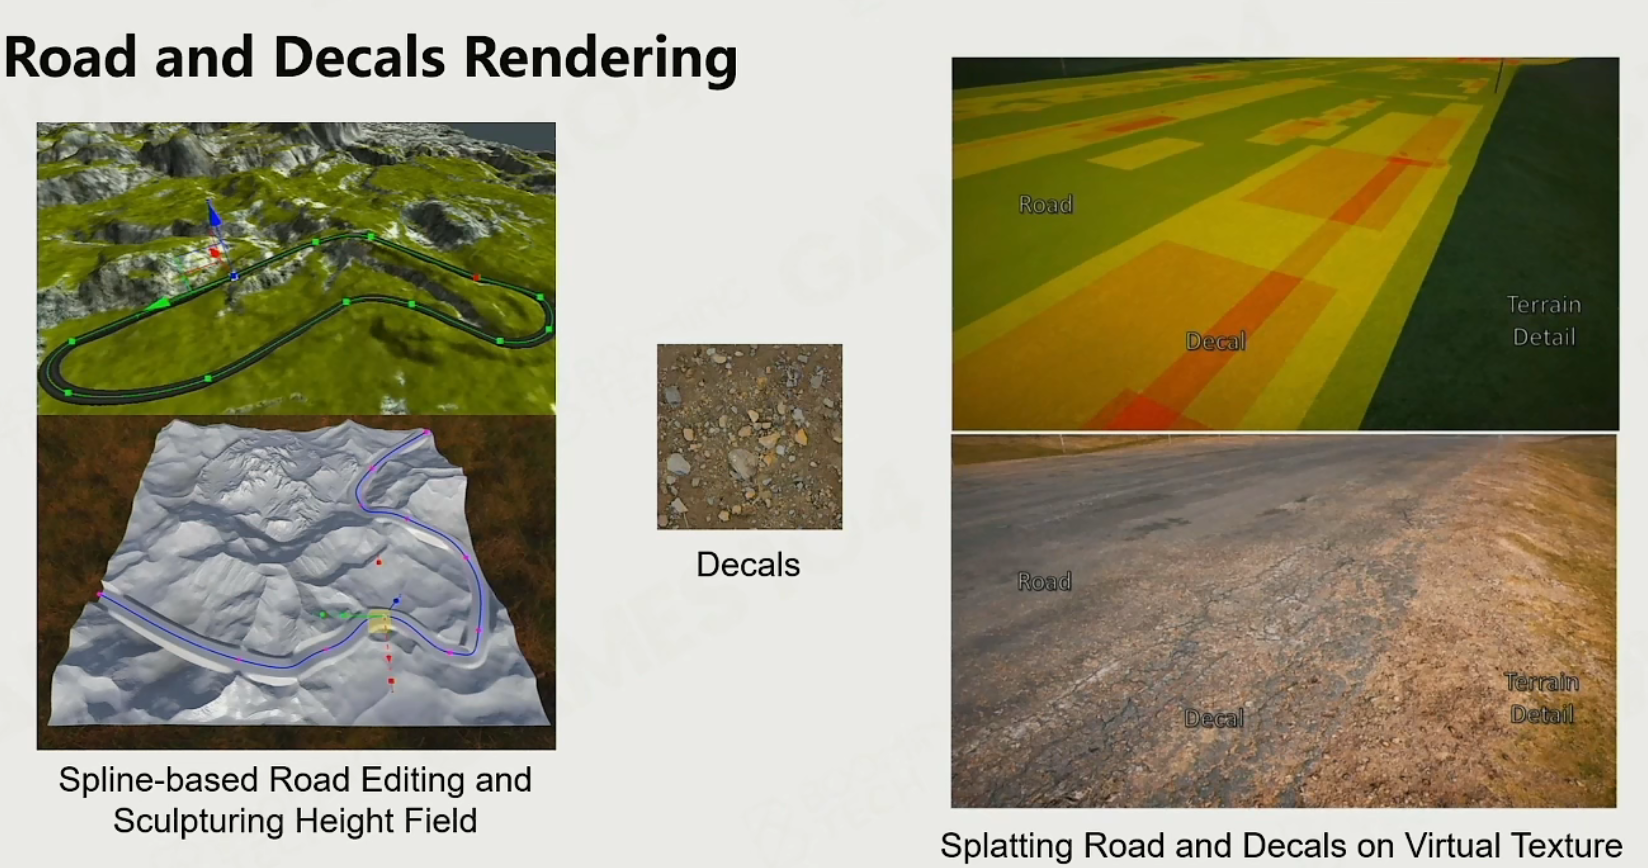 Road and Decals Rendering
Spline-based Road Editing and
Sculpturing Height Field
Decals
Road
Decal
Terrain
Detail
Road
Decal
Terrain
Detail
Splatting Road and Decals on Virtual Texture